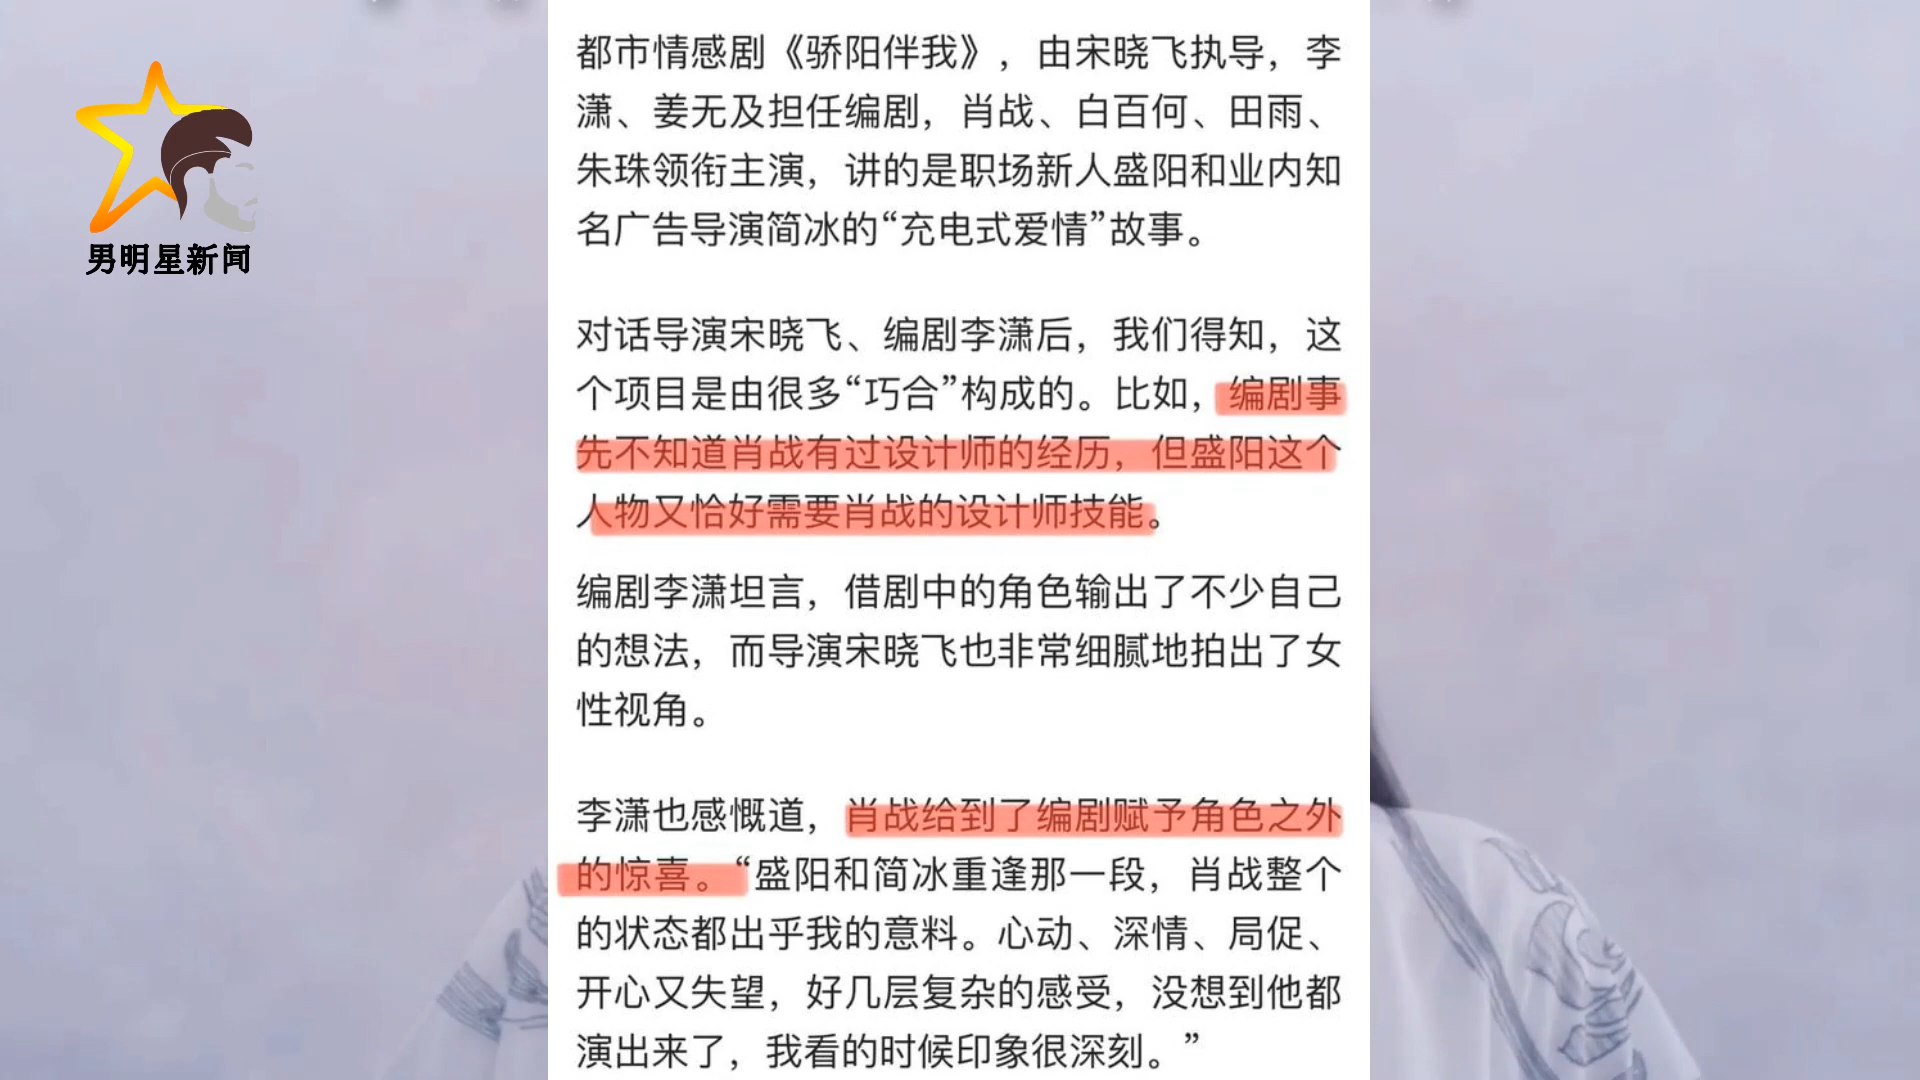 男明星新闻
都市情感剧《骄阳伴我》，由宋晓飞执导，李
潇、姜无及担任编剧，肖战、白百何、田雨、
朱珠领衔主演，讲的是职场新人盛阳和业内知
名广告导演简冰的“充电式爱情”故事。
对话导演宋晓飞、编剧李潇后，我们得知，这
个项目是由很多“巧合”构成的。比如，编剧事
先不知道肖战有过设计师的经历，但盛阳这个
人物又恰好需要肖战的设计师技能。
编剧李潇坦言，借剧中的角色输出了不少自己
的想法，而导演宋晓飞也非常细腻地拍出了女
性视角。
李潇也感慨道，肖战给到了编剧赋予角色之外
的惊喜。“盛阳和简冰重逢那一段，肖战整个
的状态都出乎我的意料。心动、深情、局促、
开心又失望，好几层复杂的感受，没想到他都
演出来了，我看的时候印象很深刻。”